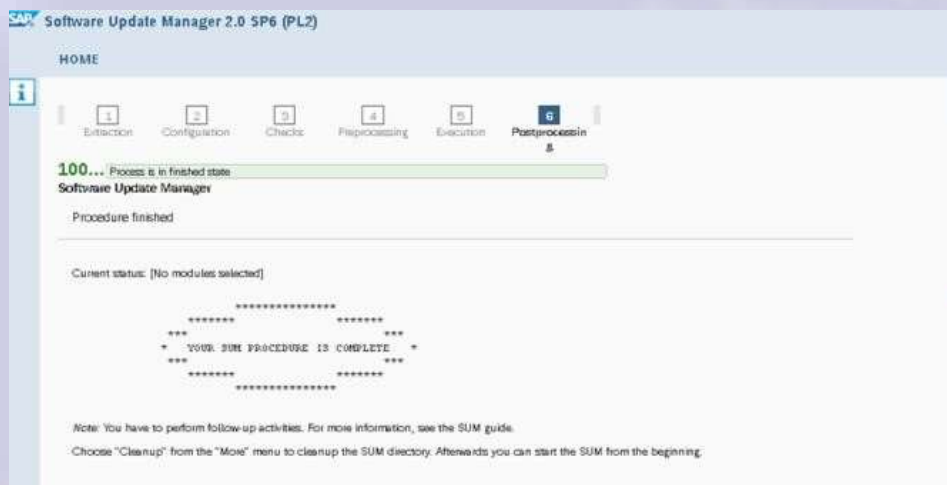 SAP Software Update Manager 2.0 SP6 (PL2)
HOME
i
1 2 3 4 5 6
Extraction Configuration Checks Preprocessing Execution Postprocessin
g
100... Process is in finished state
Software Update Manager
Procedure finished
Current status: [No modules selected]
***************
******* *******
*** ***
* YOUR SUM PROCEDURE IS COMPLETE *
*** ***
******* *******
***************
Note: You have to perform follow-up activities. For more information, see the SUM guide.
Choose "Cleanup" from the "More" menu to cleanup the SUM directory. Afterwards you can start the SUM from the beginning.